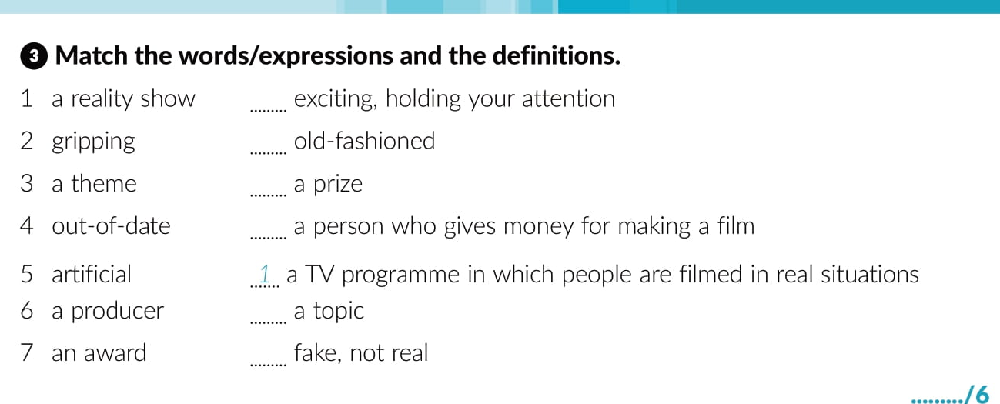 3 Match the words/expressions and the definitions.
1 a reality show ......... exciting, holding your attention
2 gripping ......... old-fashioned
3 a theme ......... a prize
4 out-of-date ......... a person who gives money for making a film
5 artificial ...1... a TV programme in which people are filmed in real situations
6 a producer ......... a topic
7 an award ......... fake, not real
........./6